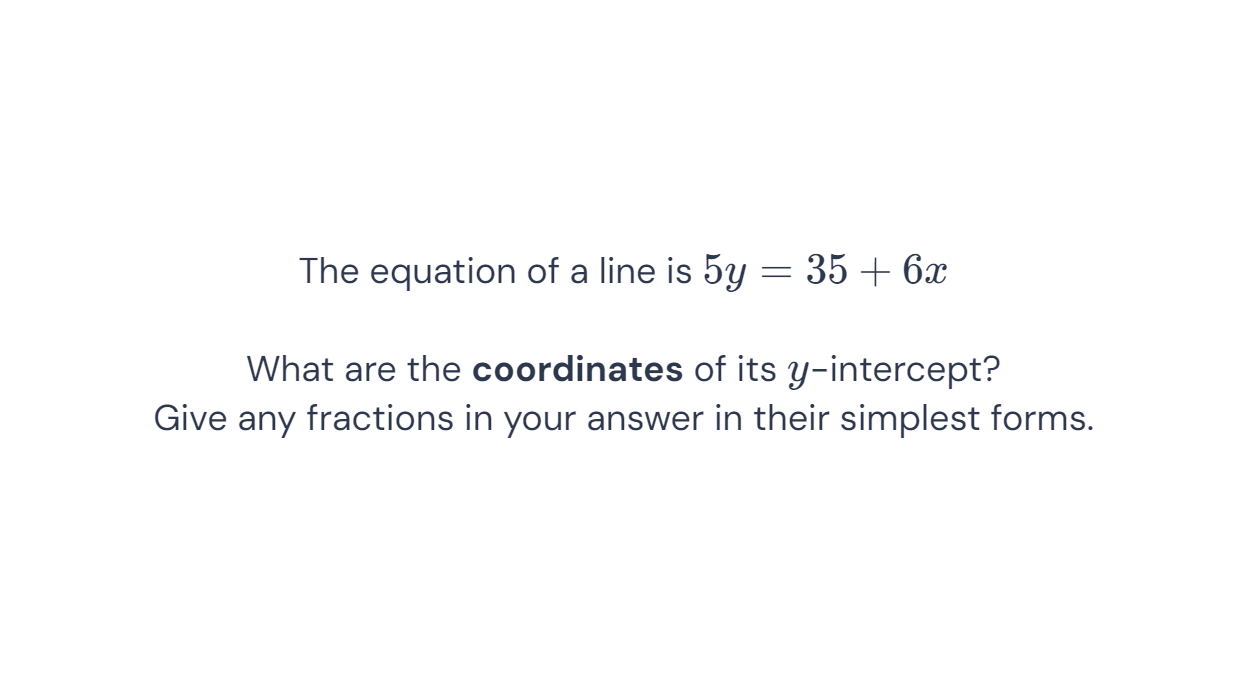 The equation of a line is 5y = 35 + 6x
What are the coordinates of its y-intercept?
Give any fractions in your answer in their simplest forms.